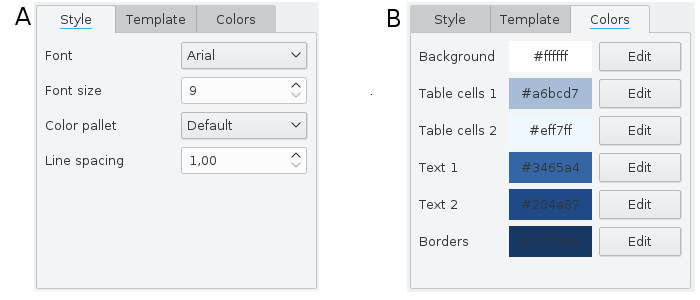 A
Style Template Colors
Font Arial
Font size 9
Color pallet Default
Line spacing 1,00
B
Style Template Colors
Background #ffffff Edit
Table cells 1 #a6bcd7 Edit
Table cells 2 #eff7ff Edit
Text 1 #3465a4 Edit
Text 2 #204a87 Edit
Borders Edit